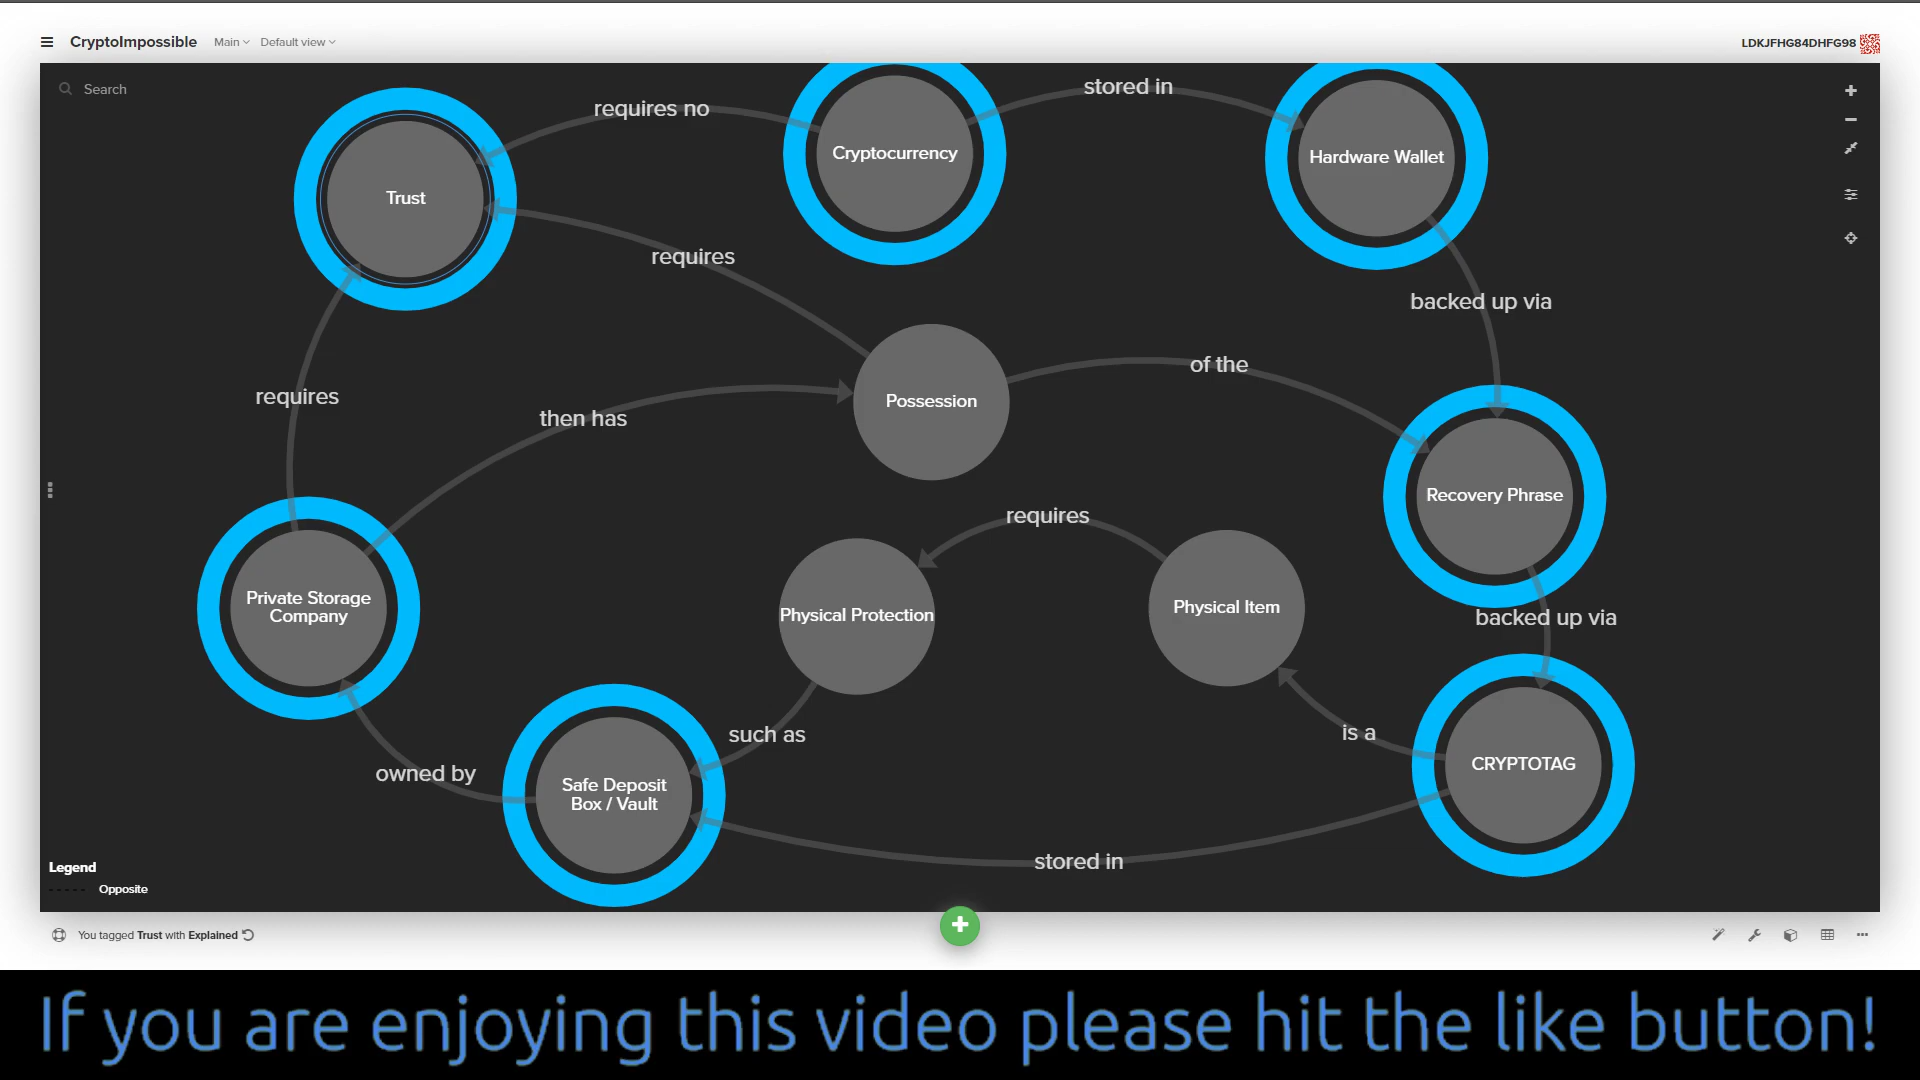 CryptoImpossible Main Default view LDKJFHG84DHFG98
Search
requires no
stored in
Trust
Cryptocurrency
Hardware Wallet
requires
backed up via
requires
then has
Possession
of the
Recovery Phrase
requires
Private Storage
Company
Physical Protection
Physical Item
backed up via
such as
is a
owned by
Safe Deposit
Box / Vault
CRYPTOTAG
stored in
Legend
Opposite
You tagged Trust with Explained
If you are enjoying this video please hit the like button!